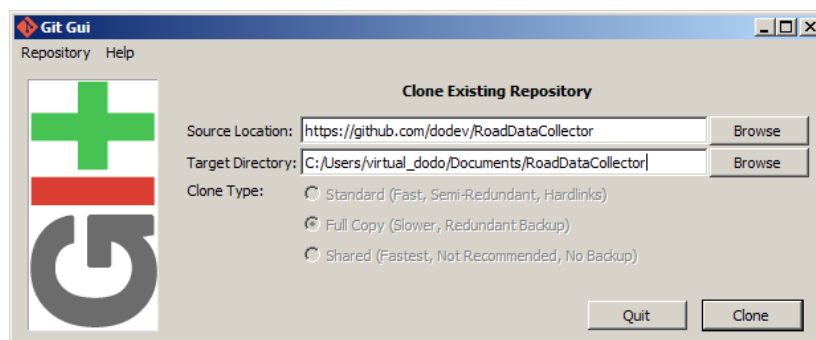 Git Gui
Repository Help
Clone Existing Repository
Source Location: https://github.com/dodev/RoadDataCollector Browse
Target Directory: C:/Users/virtual_dodo/Documents/RoadDataCollector Browse
Clone Type: Standard (Fast, Semi-Redundant, Hardlinks)
Full Copy (Slower, Redundant Backup)
Shared (Fastest, Not Recommended, No Backup)
Quit Clone